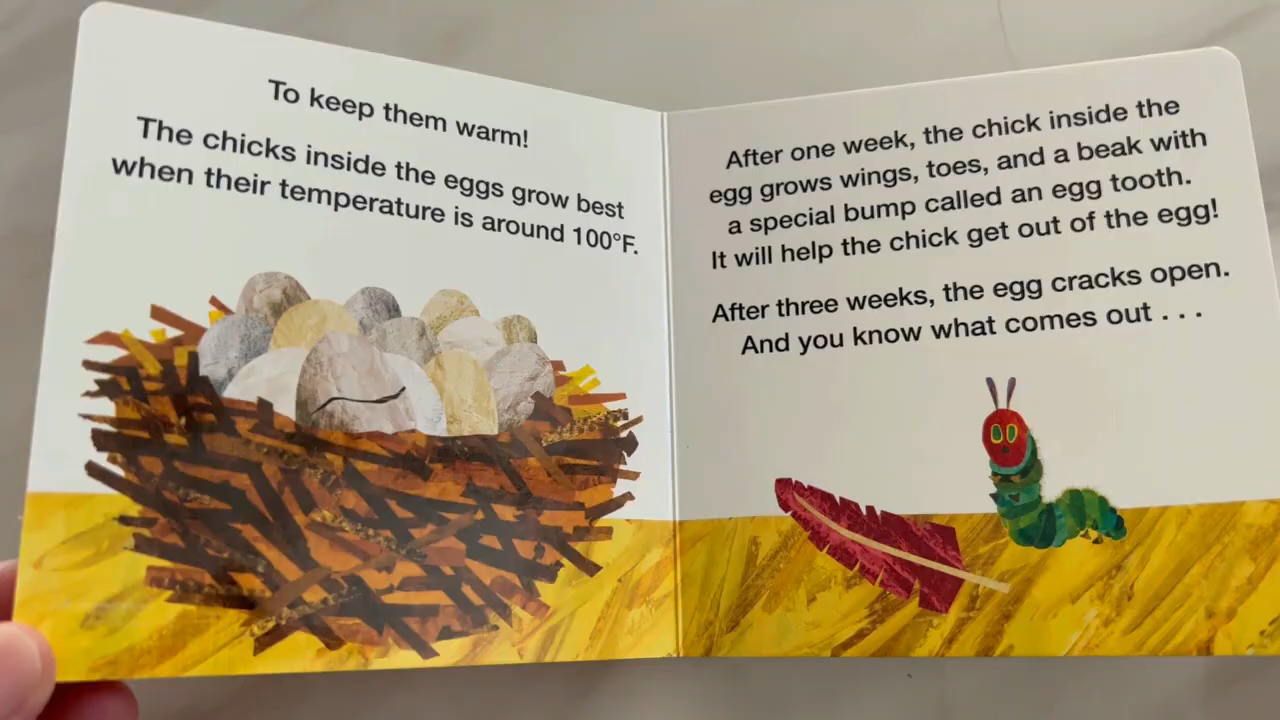 To keep them warm!
The chicks inside the eggs grow best
when their temperature is around 100°F.
After one week, the chick inside the
egg grows wings, toes, and a beak with
a special bump called an egg tooth.
It will help the chick get out of the egg!
After three weeks, the egg cracks open.
And you know what comes out . . .